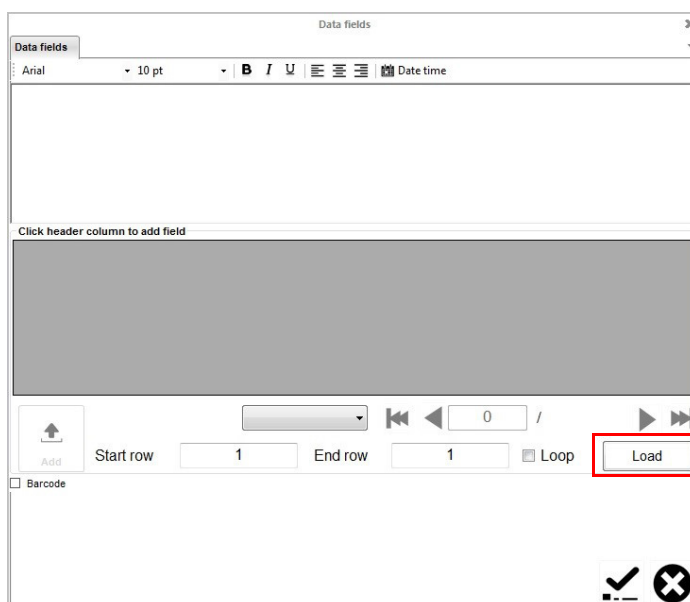 Data fields
Data fields
Arial 10 pt B I U Date time
Click header column to add field
0 /
Add Start row 1 End row 1 Loop Load
Barcode